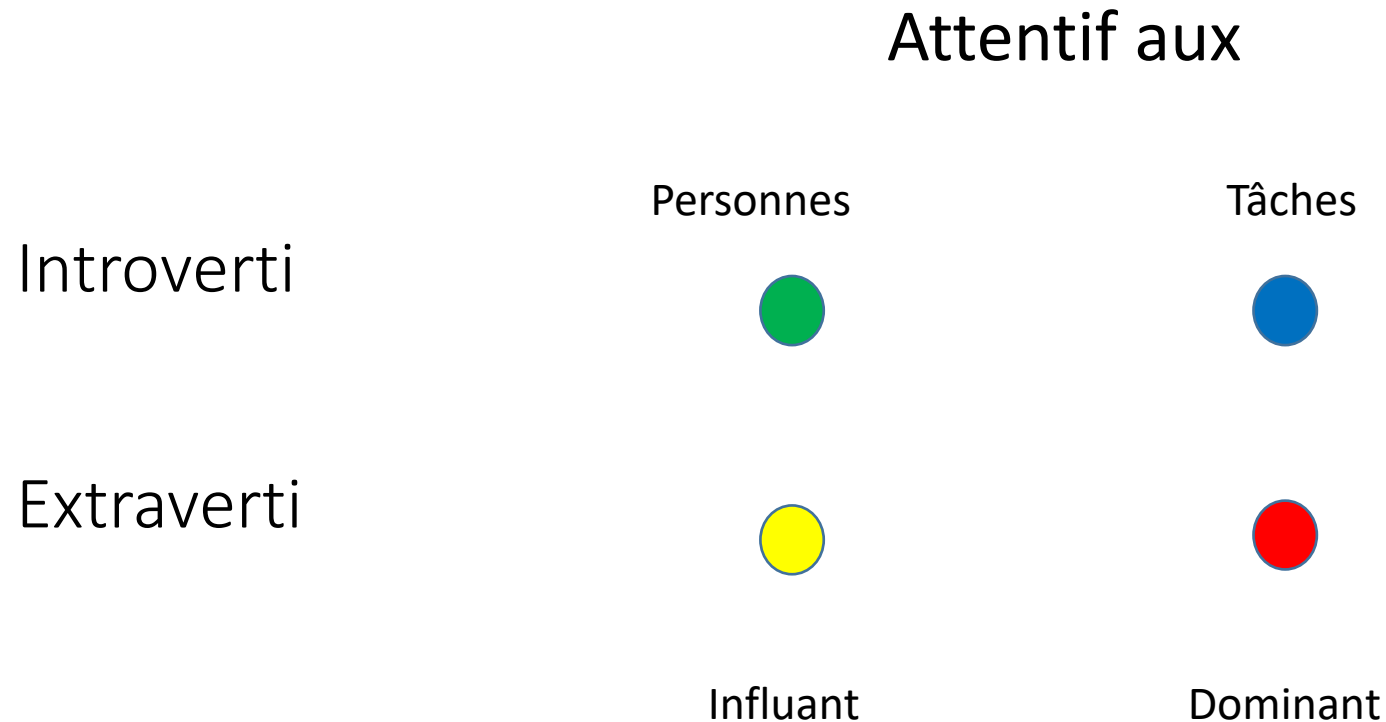 Attentif aux
Personnes Tâches
Introverti
Extraverti
Influant Dominant